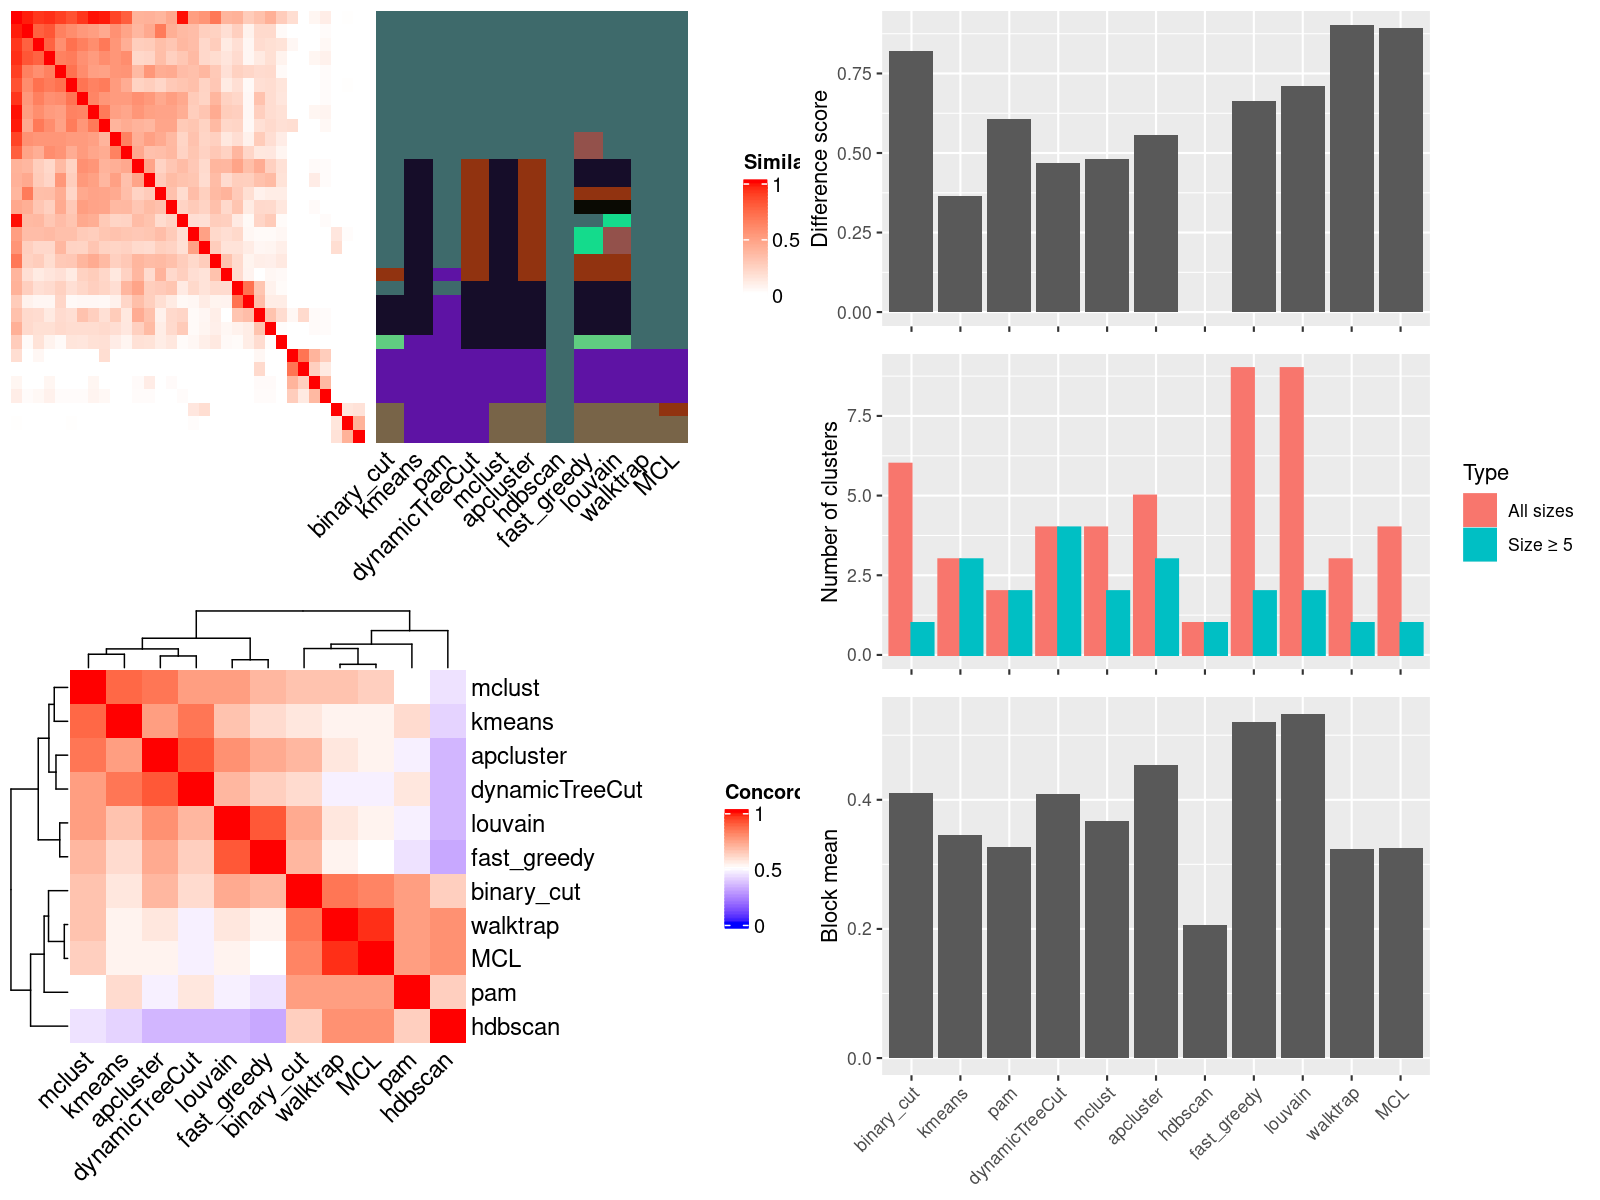 Simila
1
0.5
0
binary_cut
kmeans
pam
dynamicTreeCut
mclust
apcluster
hdbscan
fast_greedy
louvain
walktrap
MCL
mclust
kmeans
apcluster
dynamicTreeCut
louvain
fast_greedy
binary_cut
walktrap
MCL
pam
hdbscan
Concord
1
0.5
0
mclust
kmeans
apcluster
dynamicTreeCut
louvain
fast_greedy
binary_cut
walktrap
MCL
pam
hdbscan
Difference score
0.75
0.50
0.25
0.00
Number of clusters
7.5
5.0
2.5
0.0
Type
All sizes
Size ≥ 5
Block mean
0.4
0.2
0.0
binary_cut
kmeans
pam
dynamicTreeCut
mclust
apcluster
hdbscan
fast_greedy
louvain
walktrap
MCL